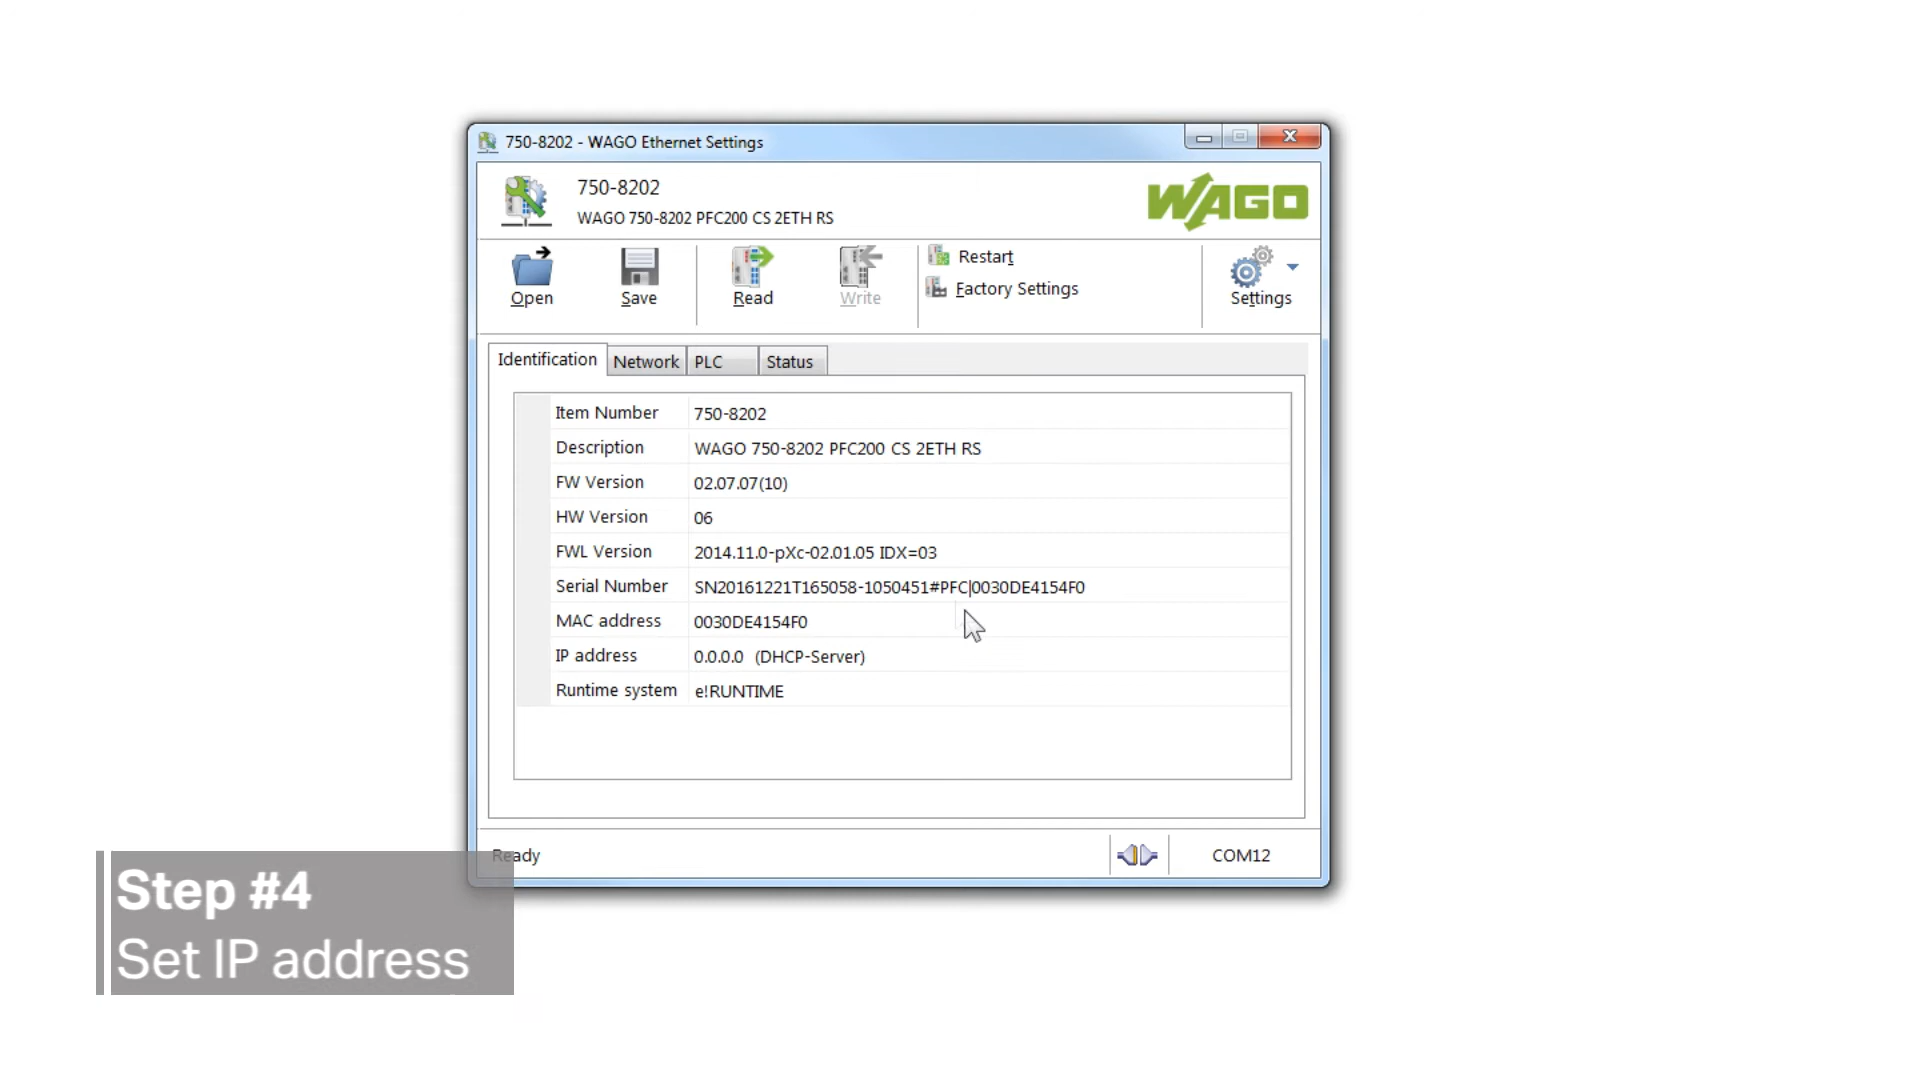 750-8202 - WAGO Ethernet Settings
750-8202
WAGO 750-8202 PFC200 CS 2ETH RS
WAGO
Open
Save
Read
Write
Restart
Factory Settings
Settings
Identification
Network
PLC
Status
Item Number 750-8202
Description WAGO 750-8202 PFC200 CS 2ETH RS
FW Version 02.07.07(10)
HW Version 06
FWL Version 2014.11.0-pXc-02.01.05 IDX=03
Serial Number SN20161221T165058-1050451#PFC|0030DE4154F0
MAC address 0030DE4154F0
IP address 0.0.0.0 (DHCP-Server)
Runtime system e!RUNTIME
Ready
COM12
Step #4
Set IP address